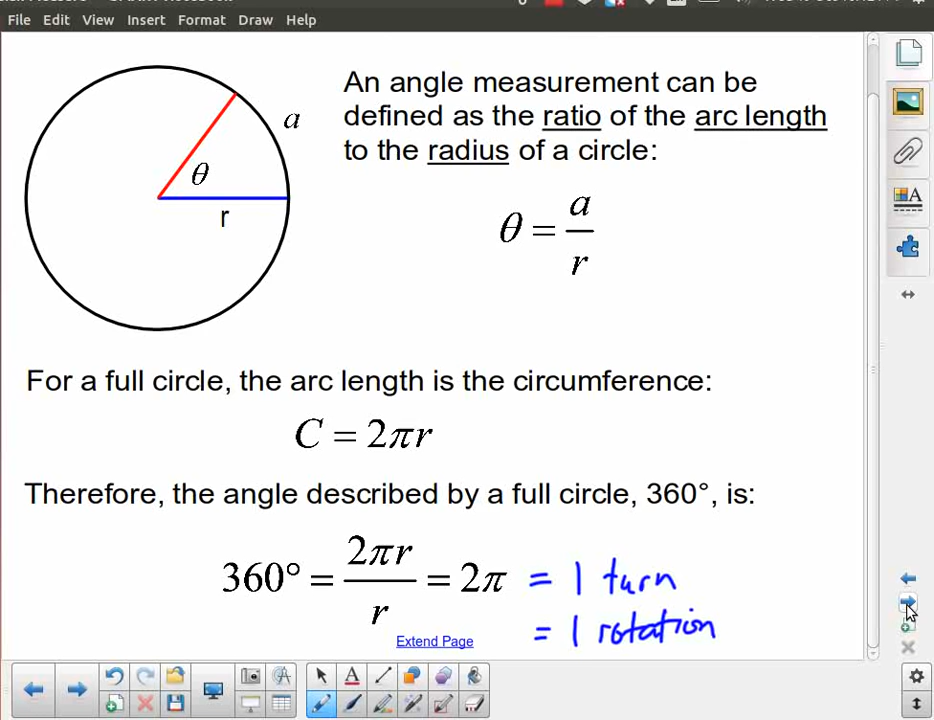 File Edit View Insert Format Draw Help
An angle measurement can be
defined as the ratio of the arc length
to the radius of a circle:
a
θ
r
θ = a/r
For a full circle, the arc length is the circumference:
C = 2πr
Therefore, the angle described by a full circle, 360°, is:
360° = 2πr/r = 2π = 1 turn
= 1 rotation
Extend Page
A
A